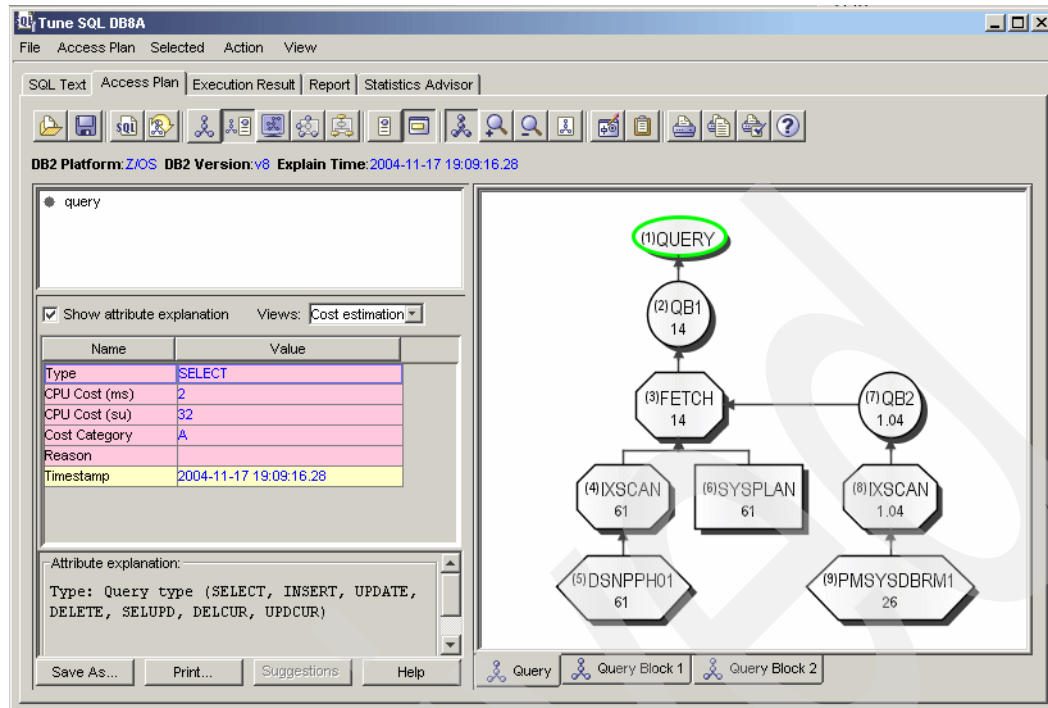 Tune SQL DB8A
File Access Plan Selected Action View
SQL Text Access Plan Execution Result Report Statistics Advisor
SQL
DB2 Platform:Z/OS DB2 Version:v8 Explain Time:2004-11-17 19:09:16.28
query
Show attribute explanation Views: Cost estimation
Name Value
Type SELECT
CPU Cost (ms) 2
CPU Cost (su) 32
Cost Category A
Reason
Timestamp 2004-11-17 19:09:16.28
Attribute explanation:
Type: Query type (SELECT, INSERT, UPDATE,
DELETE, SELUPD, DELCUR, UPDCUR)
Save As... Print... Suggestions Help
(1)QUERY
(2)QB1
14
(3)FETCH
14
(7)QB2
1.04
(4)IXSCAN
61
(6)SYSPLAN
61
(8)IXSCAN
1.04
(5)DSNPPH01
61
(9)PMSYSDBRM1
26
Query Query Block 1 Query Block 2